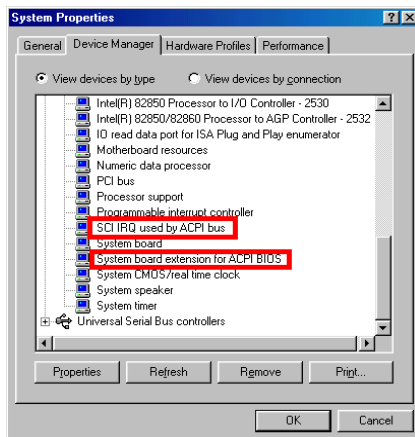 System Properties
General Device Manager Hardware Profiles Performance
View devices by type View devices by connection
Intel(R) 82850 Processor to I/O Controller - 2530
Intel(R) 82850/82860 Processor to AGP Controller - 2532
IO read data port for ISA Plug and Play enumerator
Motherboard resources
Numeric data processor
PCI bus
Processor support
Programmable interrupt controller
SCI IRQ used by ACPI bus
System board
System board extension for ACPI BIOS
System CMOS/real time clock
System speaker
System timer
Universal Serial Bus controllers
Properties Refresh Remove Print...
OK Cancel